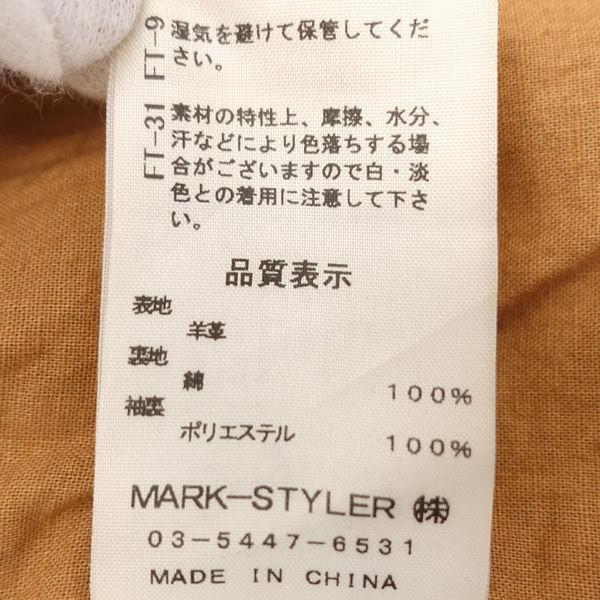 FT-9 湿気を避けて保管してくだ
さい。
FT-31 素材の特性上、摩擦、水分、
汗などにより色落ちする場
合がございますので白・淡
色との着用に注意して下さ
い。
品質表示
表地
羊革
裏地
綿 100%
袖裏
ポリエステル 100%
MARK-STYLER ㈱
03-5447-6531
MADE IN CHINA